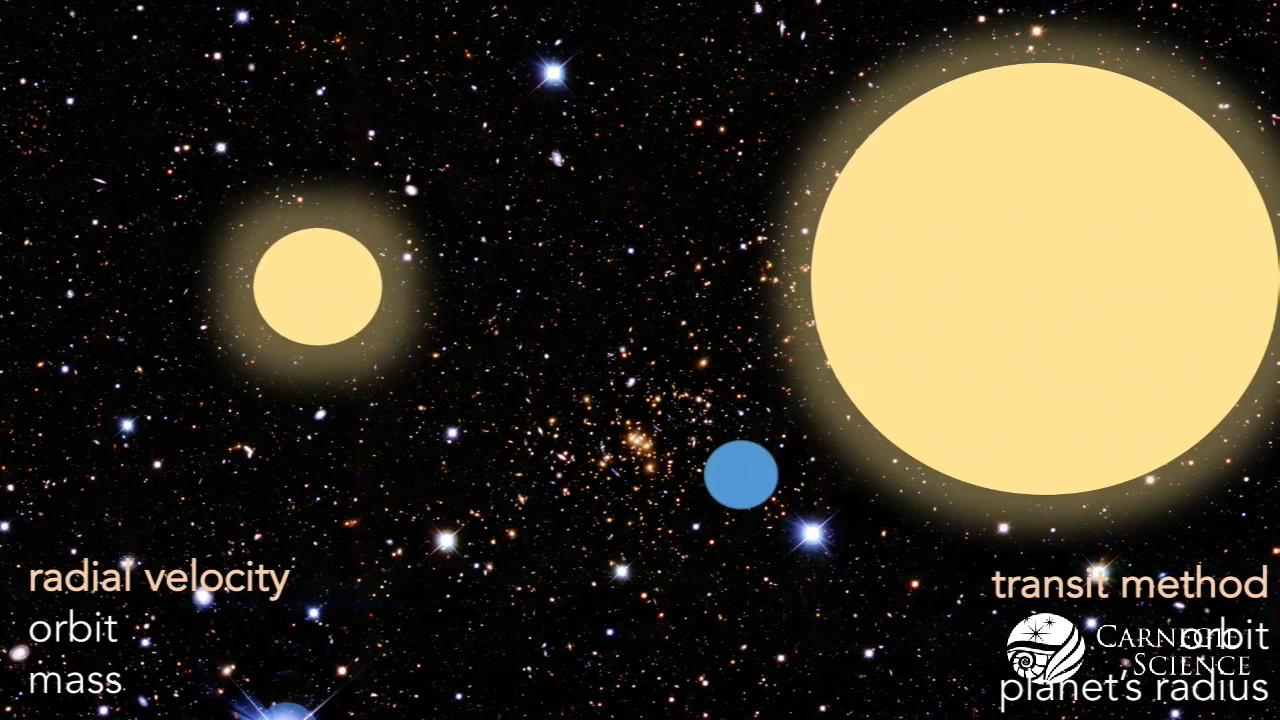 radial velocity
orbit
mass
transit method
orbit
planet's radius
CARNEGIE
SCIENCE